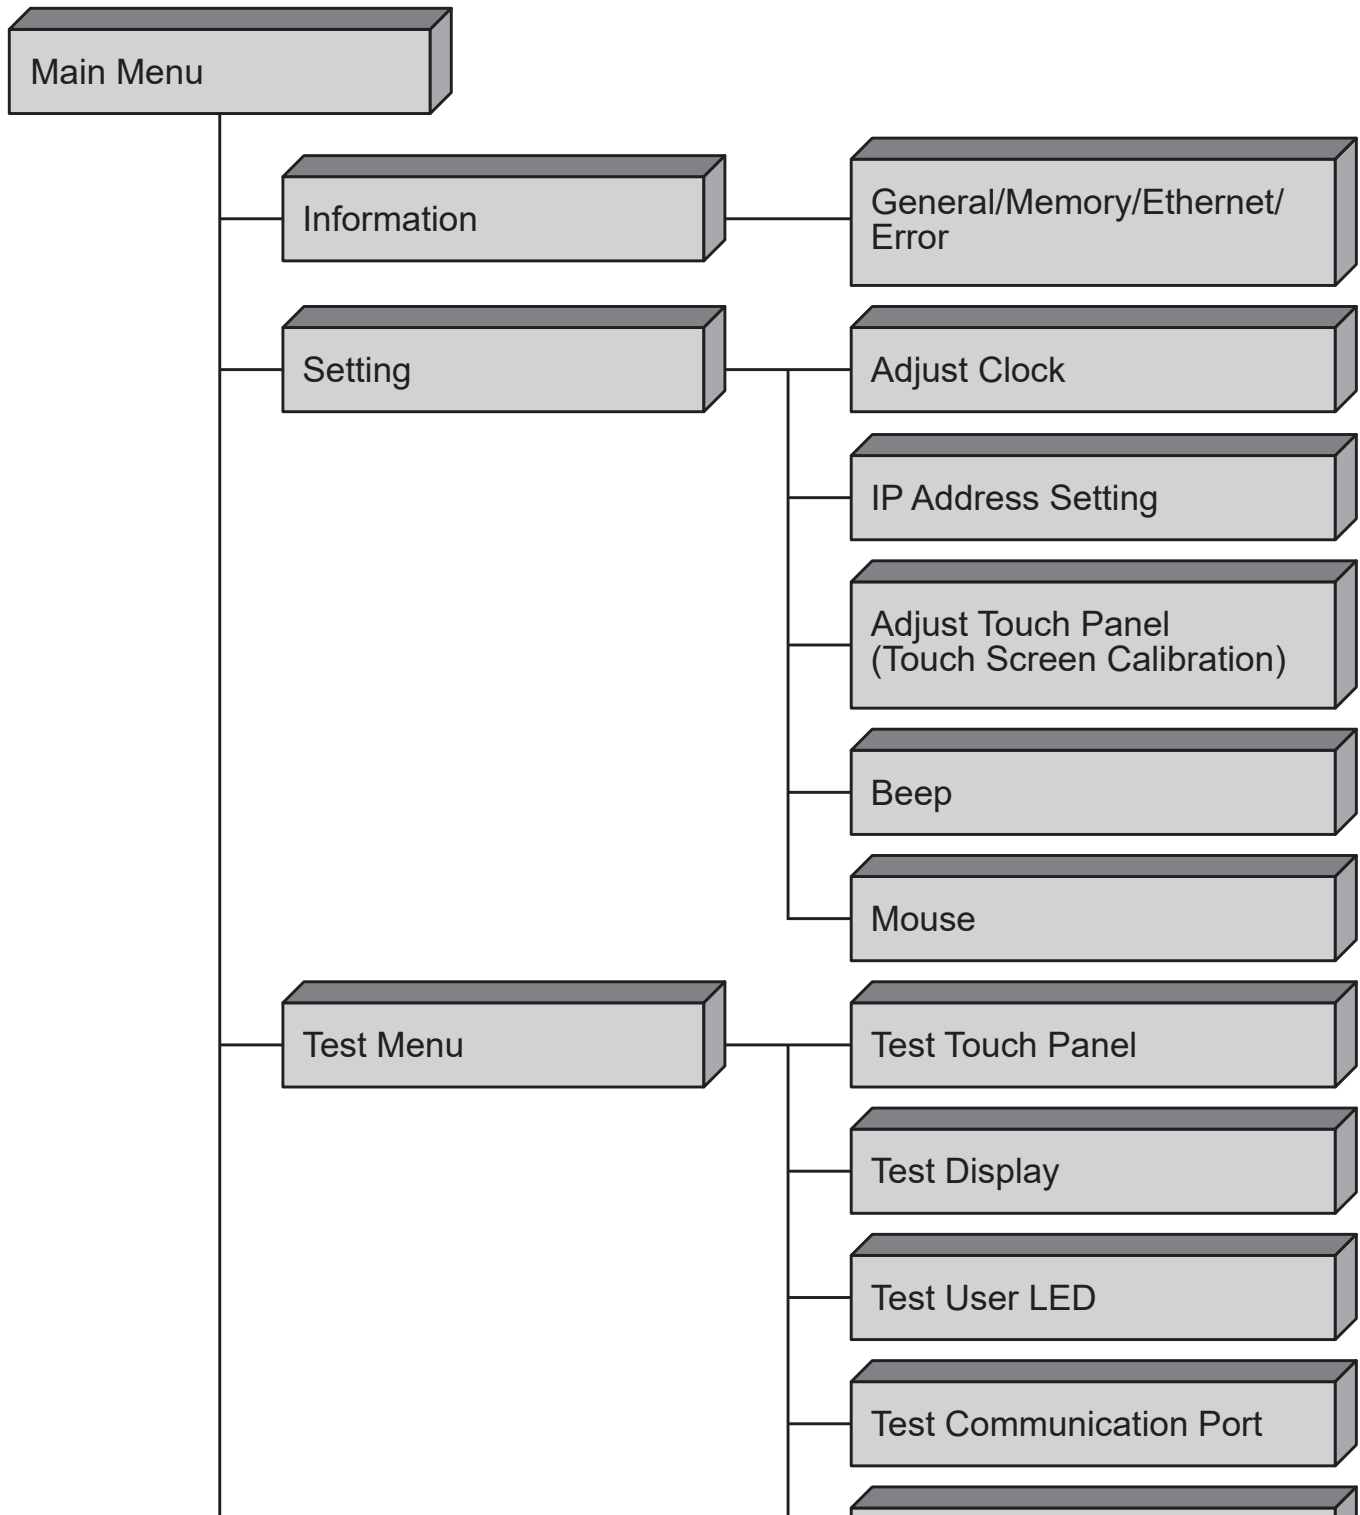 Main Menu
Information
General/Memory/Ethernet/
Error
Setting
Adjust Clock
IP Address Setting
Adjust Touch Panel
(Touch Screen Calibration)
Beep
Mouse
Test Menu
Test Touch Panel
Test Display
Test User LED
Test Communication Port